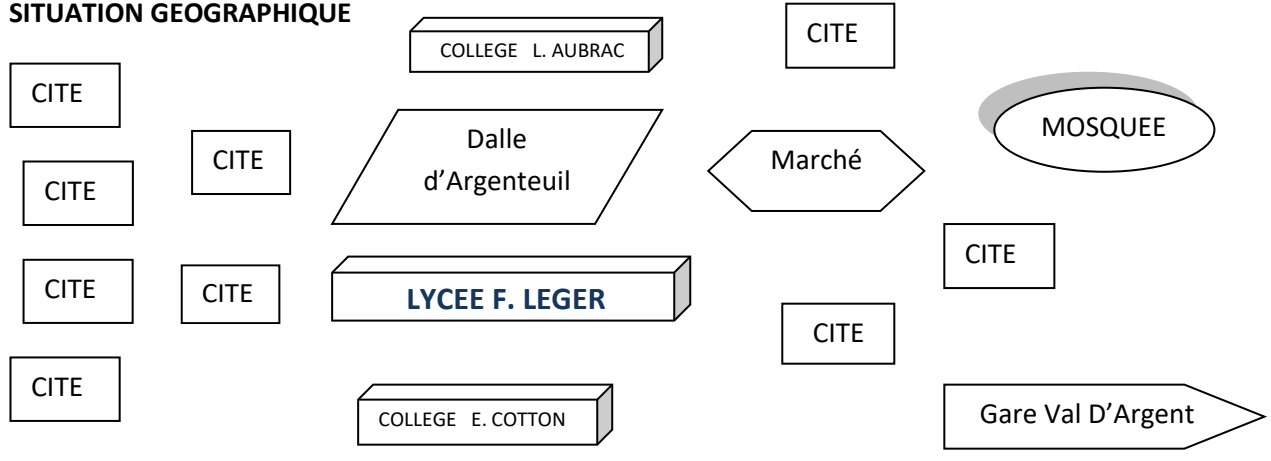 SITUATION GEOGRAPHIQUE
COLLEGE L. AUBRAC
CITE
CITE
MOSQUEE
CITE
Dalle
d'Argenteuil
Marché
CITE
CITE
CITE
CITE
LYCEE F. LEGER
CITE
CITE
COLLEGE E. COTTON
Gare Val D'Argent